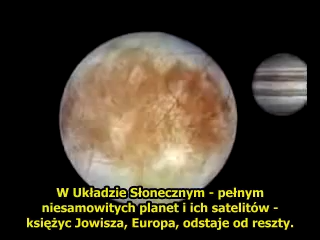 W Układzie Słonecznym - pełnym
niesamowitych planet i ich satelitów -
księżyc Jowisza, Europa, odstaje od reszty.